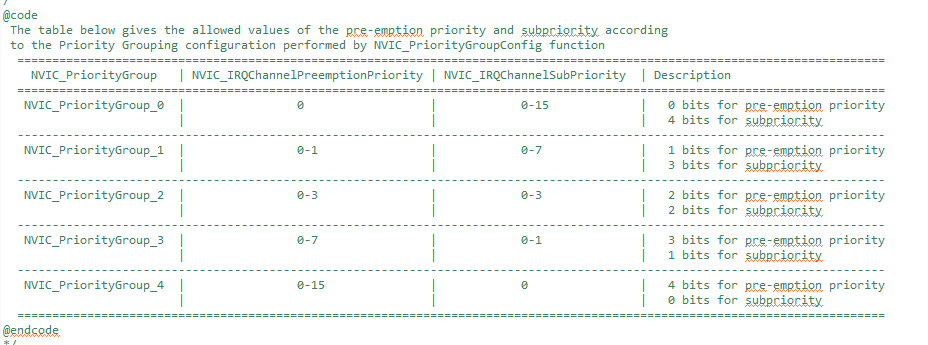 /
@code
The table below gives the allowed values of the pre-emption priority and subpriority according
to the Priority Grouping configuration performed by NVIC_PriorityGroupConfig function
============================================================================================================================
NVIC_PriorityGroup | NVIC_IRQChannelPreemptionPriority | NVIC_IRQChannelSubPriority | Description
============================================================================================================================
NVIC_PriorityGroup_0 | 0 | 0-15 | 0 bits for pre-emption priority
| | | 4 bits for subpriority
----------------------------------------------------------------------------------------------------------------------------
NVIC_PriorityGroup_1 | 0-1 | 0-7 | 1 bits for pre-emption priority
| | | 3 bits for subpriority
----------------------------------------------------------------------------------------------------------------------------
NVIC_PriorityGroup_2 | 0-3 | 0-3 | 2 bits for pre-emption priority
| | | 2 bits for subpriority
----------------------------------------------------------------------------------------------------------------------------
NVIC_PriorityGroup_3 | 0-7 | 0-1 | 3 bits for pre-emption priority
| | | 1 bits for subpriority
----------------------------------------------------------------------------------------------------------------------------
NVIC_PriorityGroup_4 | 0-15 | 0 | 4 bits for pre-emption priority
| | | 0 bits for subpriority
============================================================================================================================
@endcode
*/